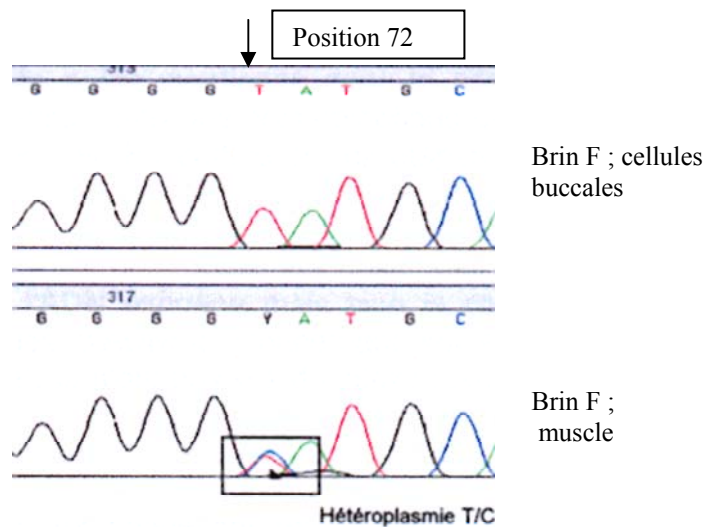 Position 72
313
G G G G T A T G C
Brin F ; cellules
buccales
317
G G G G Y A T G C
Brin F ;
muscle
Hétéroplasmie T/C